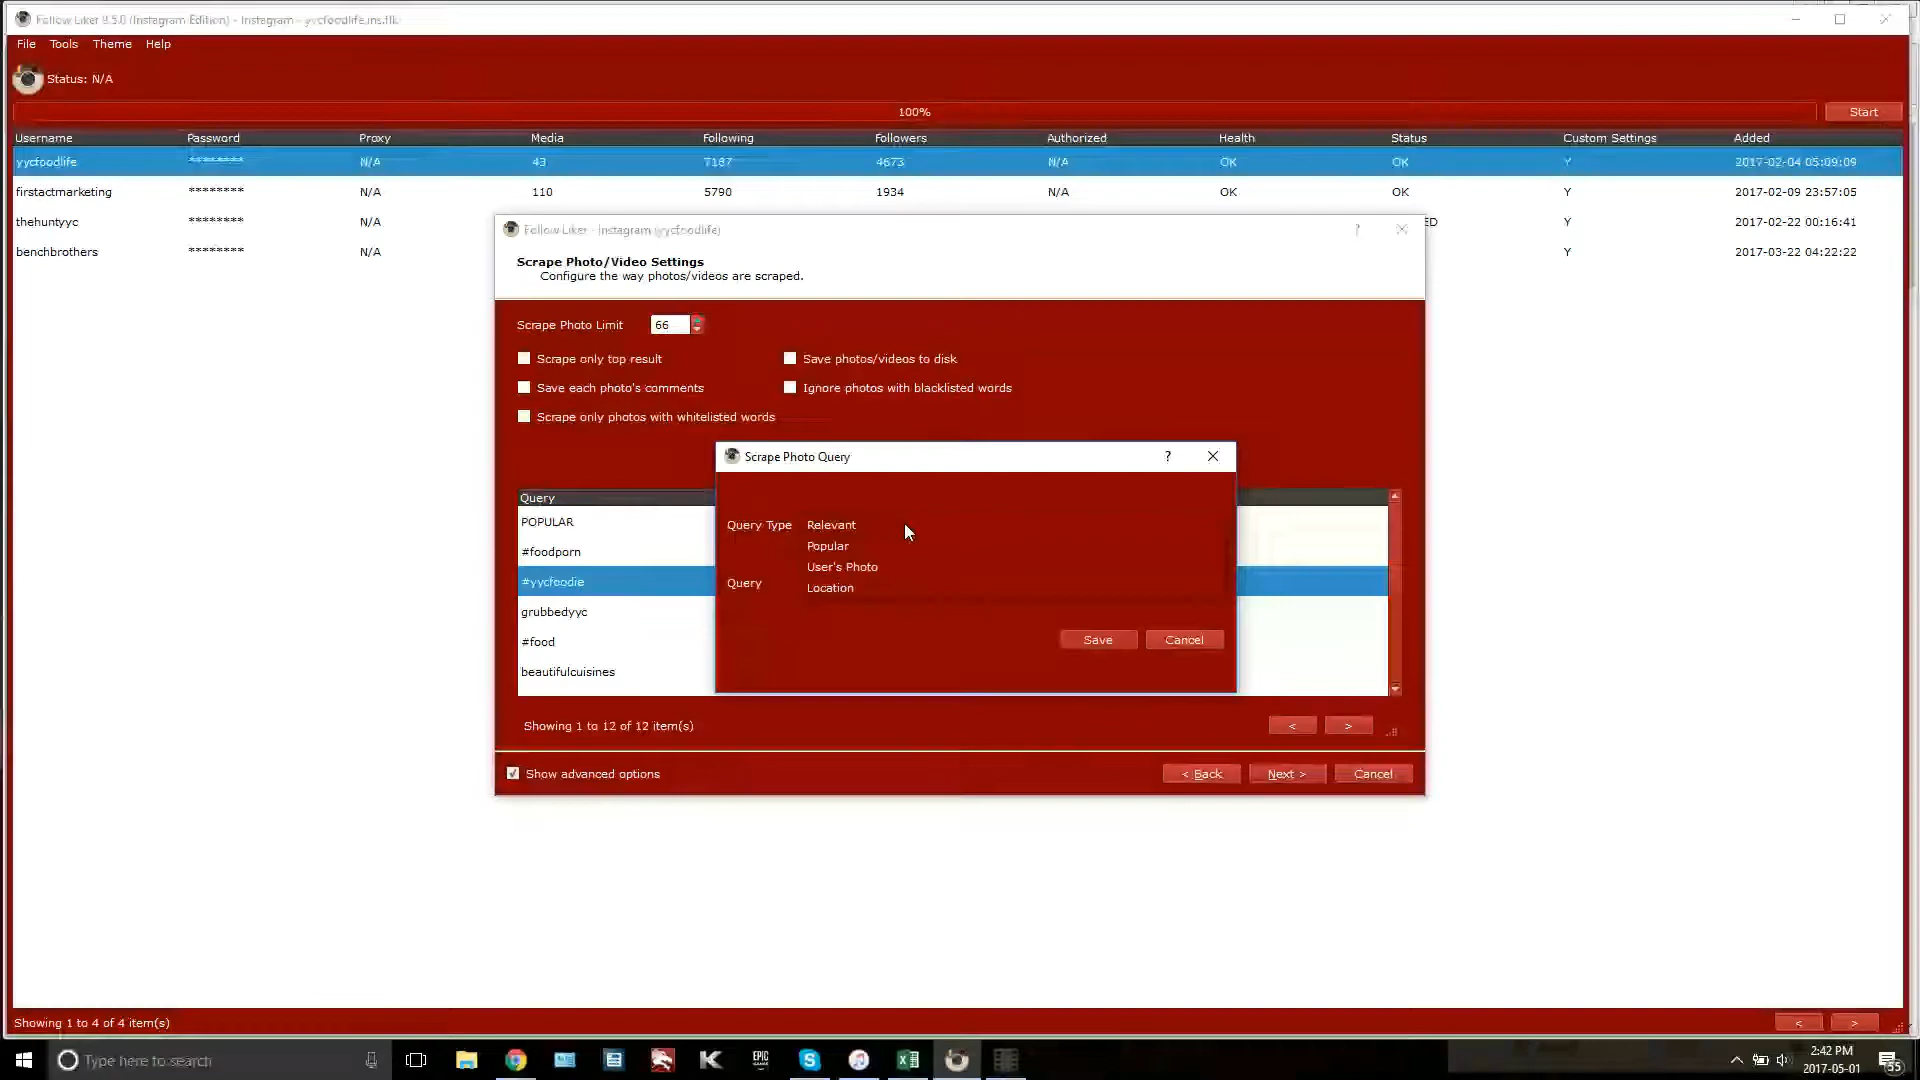 Follow Liker 9.5.0 (Instagram Edition) - Instagram - yycfoodlife.ins.flk
File Tools Theme Help
Status: N/A
100%
Start
Username Password Proxy Media Following Followers Authorized Health Status Custom Settings Added
yycfoodlife ******** N/A 43 7187 4673 N/A OK OK Y 2017-02-04 05:09:09
firstactmarketing ******** N/A 110 5790 1934 N/A OK OK Y 2017-02-09 23:57:05
thehuntyyc ******** N/A ED Y 2017-02-22 00:16:41
benchbrothers ******** N/A Y 2017-03-22 04:22:22
Follow Liker - Instagram (yycfoodlife)
?
Scrape Photo/Video Settings
Configure the way photos/videos are scraped.
Scrape Photo Limit 66
Scrape only top result Save photos/videos to disk
Save each photo's comments Ignore photos with blacklisted words
Scrape only photos with whitelisted words
Scrape Photo Query ?
Query
POPULAR
#foodporn
#yycfoodie
grubbedyyc
#food
beautifulcuisines
Query Type Relevant
Popular
User's Photo
Query Location
Save Cancel
Showing 1 to 12 of 12 item(s) < >
Show advanced options < Back Next > Cancel
Showing 1 to 4 of 4 item(s) < >
Type here to search
EPIC
GAMES
2:42 PM
2017-05-01
55